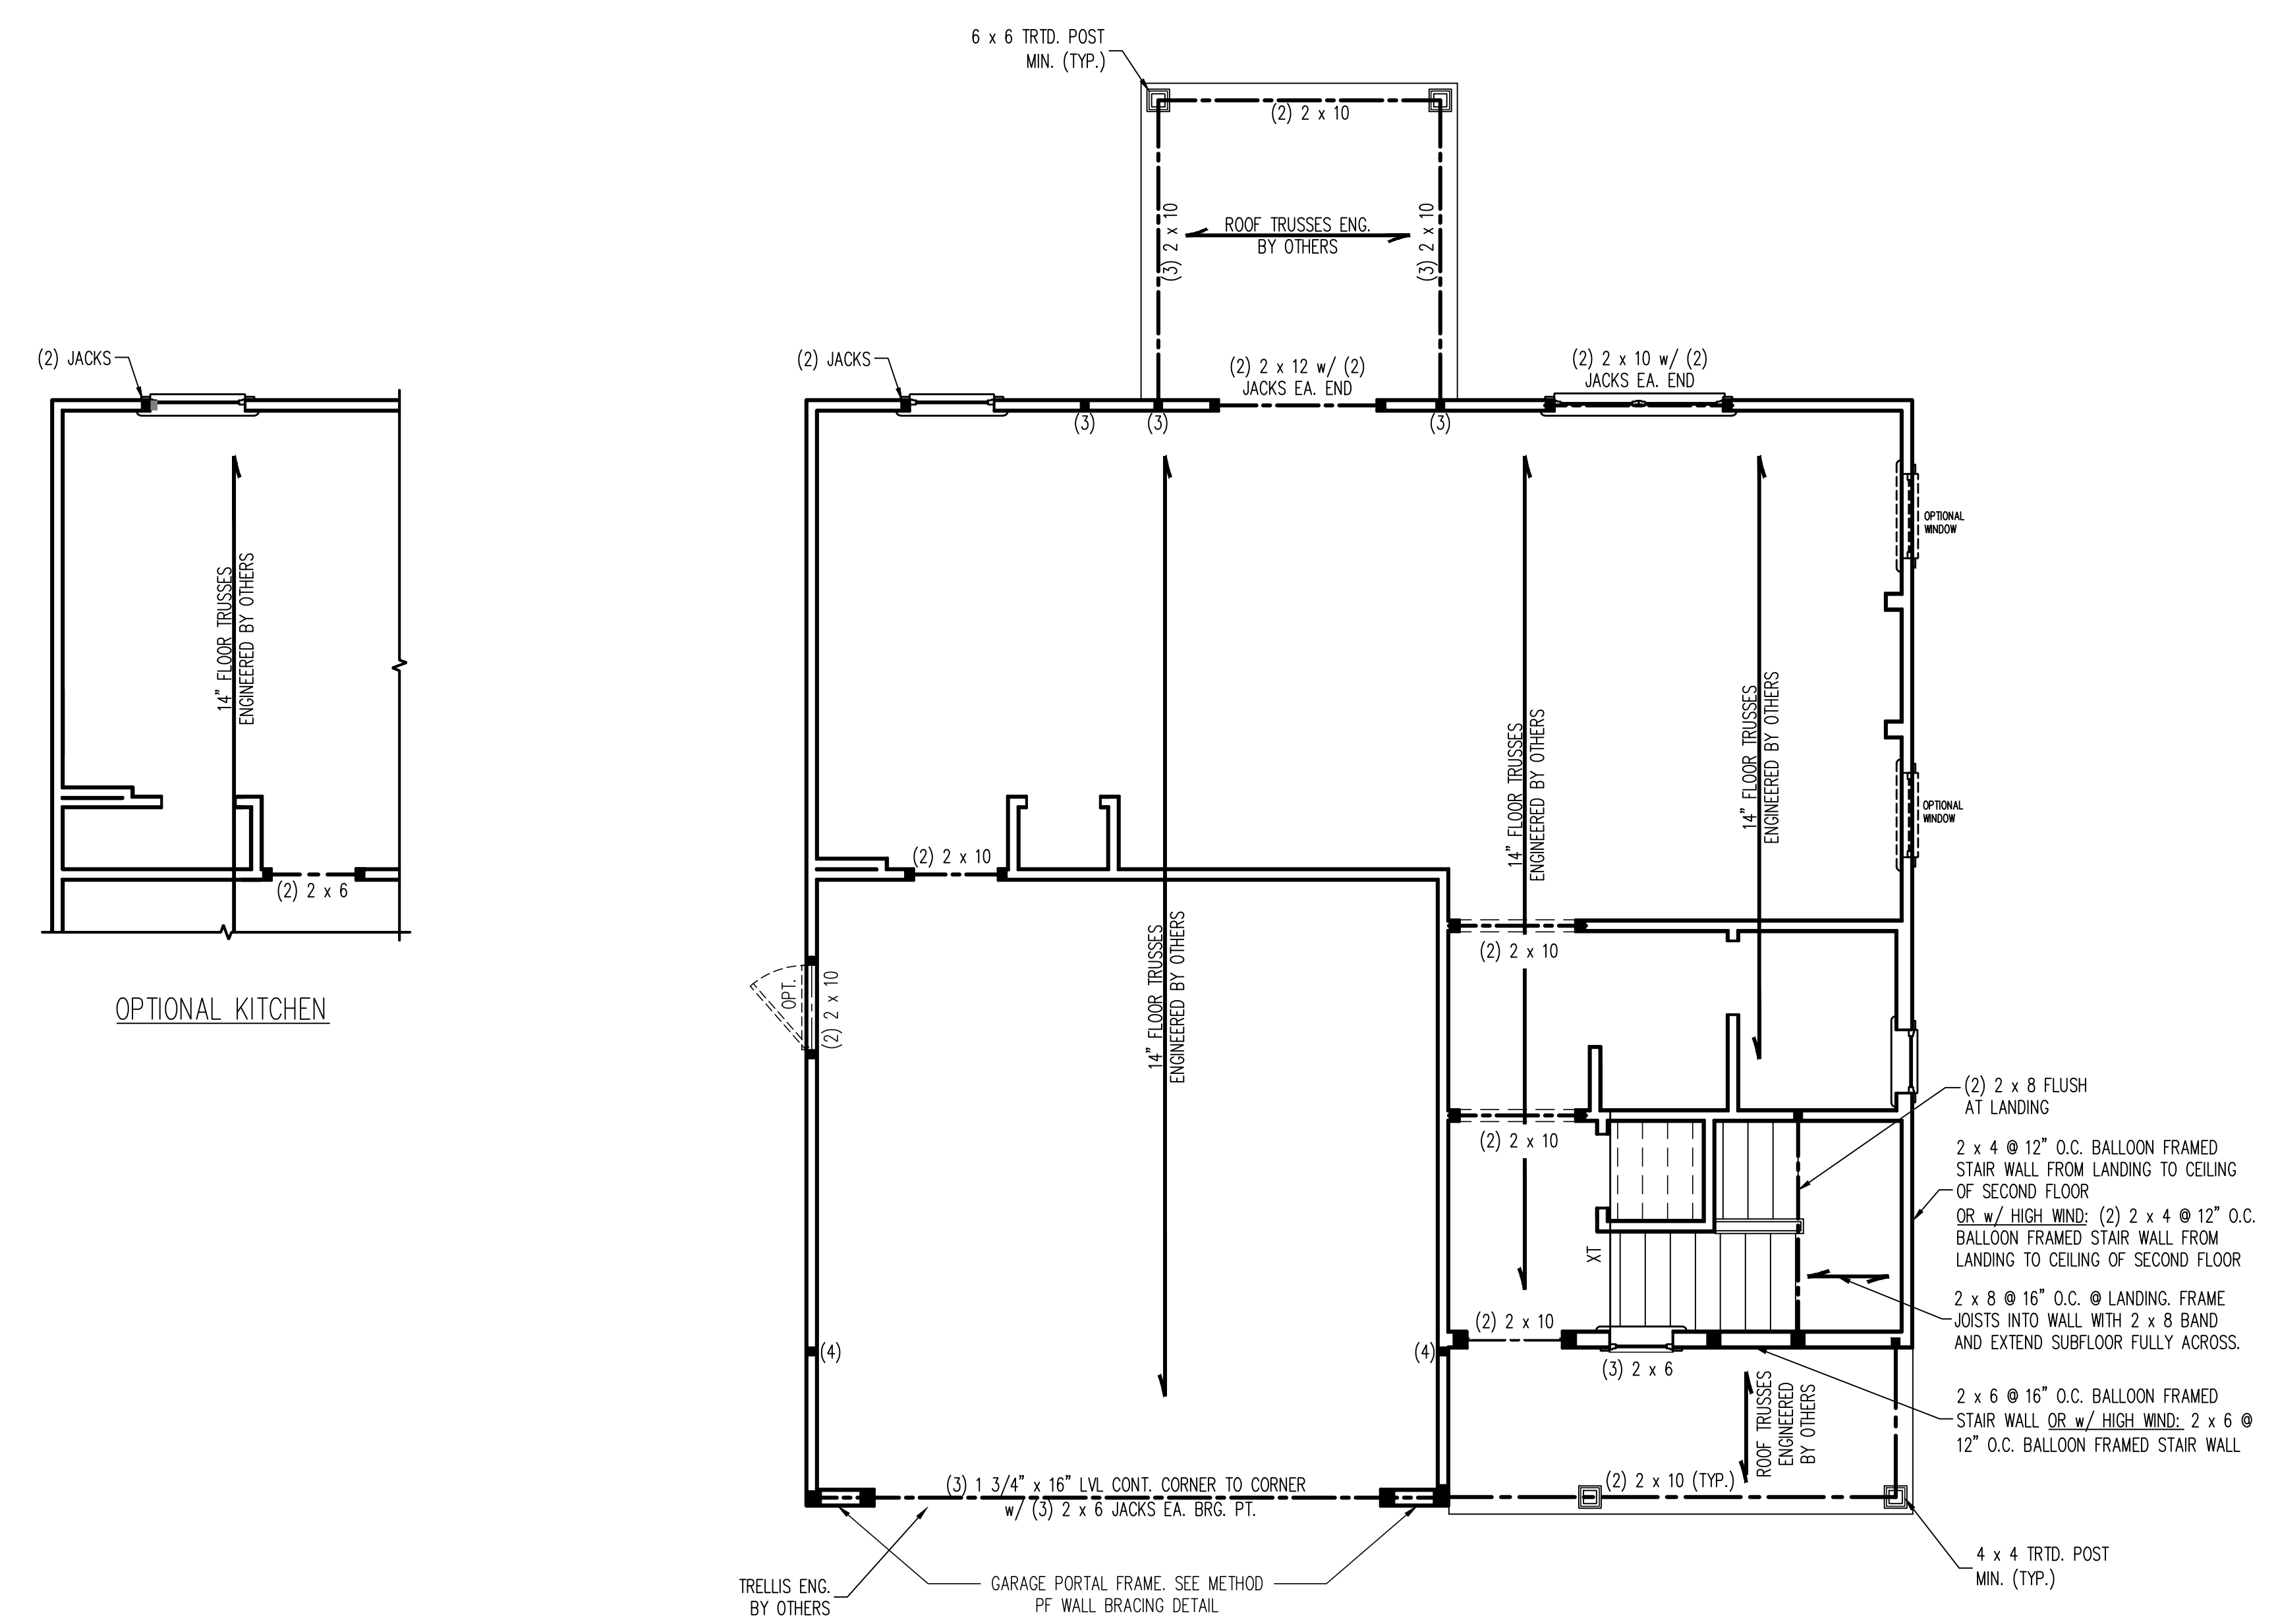 6 x 6 TRTD. POST
MIN. (TYP.)
(2) 2 x 10
(3) 2 x 10
ROOF TRUSSES ENG.
BY OTHERS
(3) 2 x 10
(2) JACKS
(2) JACKS
(2) 2 x 12 w/ (2)
JACKS EA. END
(2) 2 x 10 w/ (2)
JACKS EA. END
(3)
(3)
(3)
OPTIONAL
WINDOW
14" FLOOR TRUSSES
ENGINEERED BY OTHERS
14" FLOOR TRUSSES
ENGINEERED BY OTHERS
14" FLOOR TRUSSES
ENGINEERED BY OTHERS
OPTIONAL
WINDOW
(2) 2 x 6
(2) 2 x 10
14" FLOOR TRUSSES
ENGINEERED BY OTHERS
(2) 2 x 10
OPTIONAL KITCHEN
OPT.
(2) 2 x 10
(2) 2 x 8 FLUSH
AT LANDING
(2) 2 x 10
2 x 4 @ 12" O.C. BALLOON FRAMED
STAIR WALL FROM LANDING TO CEILING
OF SECOND FLOOR
OR w/ HIGH WIND: (2) 2 x 4 @ 12" O.C.
BALLOON FRAMED STAIR WALL FROM
LANDING TO CEILING OF SECOND FLOOR
XT
2 x 8 @ 16" O.C. @ LANDING. FRAME
JOISTS INTO WALL WITH 2 x 8 BAND
AND EXTEND SUBFLOOR FULLY ACROSS.
(2) 2 x 10
(4)
(4)
(3) 2 x 6
2 x 6 @ 16" O.C. BALLOON FRAMED
STAIR WALL OR w/ HIGH WIND: 2 x 6 @
12" O.C. BALLOON FRAMED STAIR WALL
ROOF TRUSSES
ENGINEERED
BY OTHERS
(3) 1 3/4" x 16" LVL CONT. CORNER TO CORNER
w/ (3) 2 x 6 JACKS EA. BRG. PT.
(2) 2 x 10 (TYP.)
4 x 4 TRTD. POST
MIN. (TYP.)
TRELLIS ENG.
BY OTHERS
GARAGE PORTAL FRAME. SEE METHOD
PF WALL BRACING DETAIL